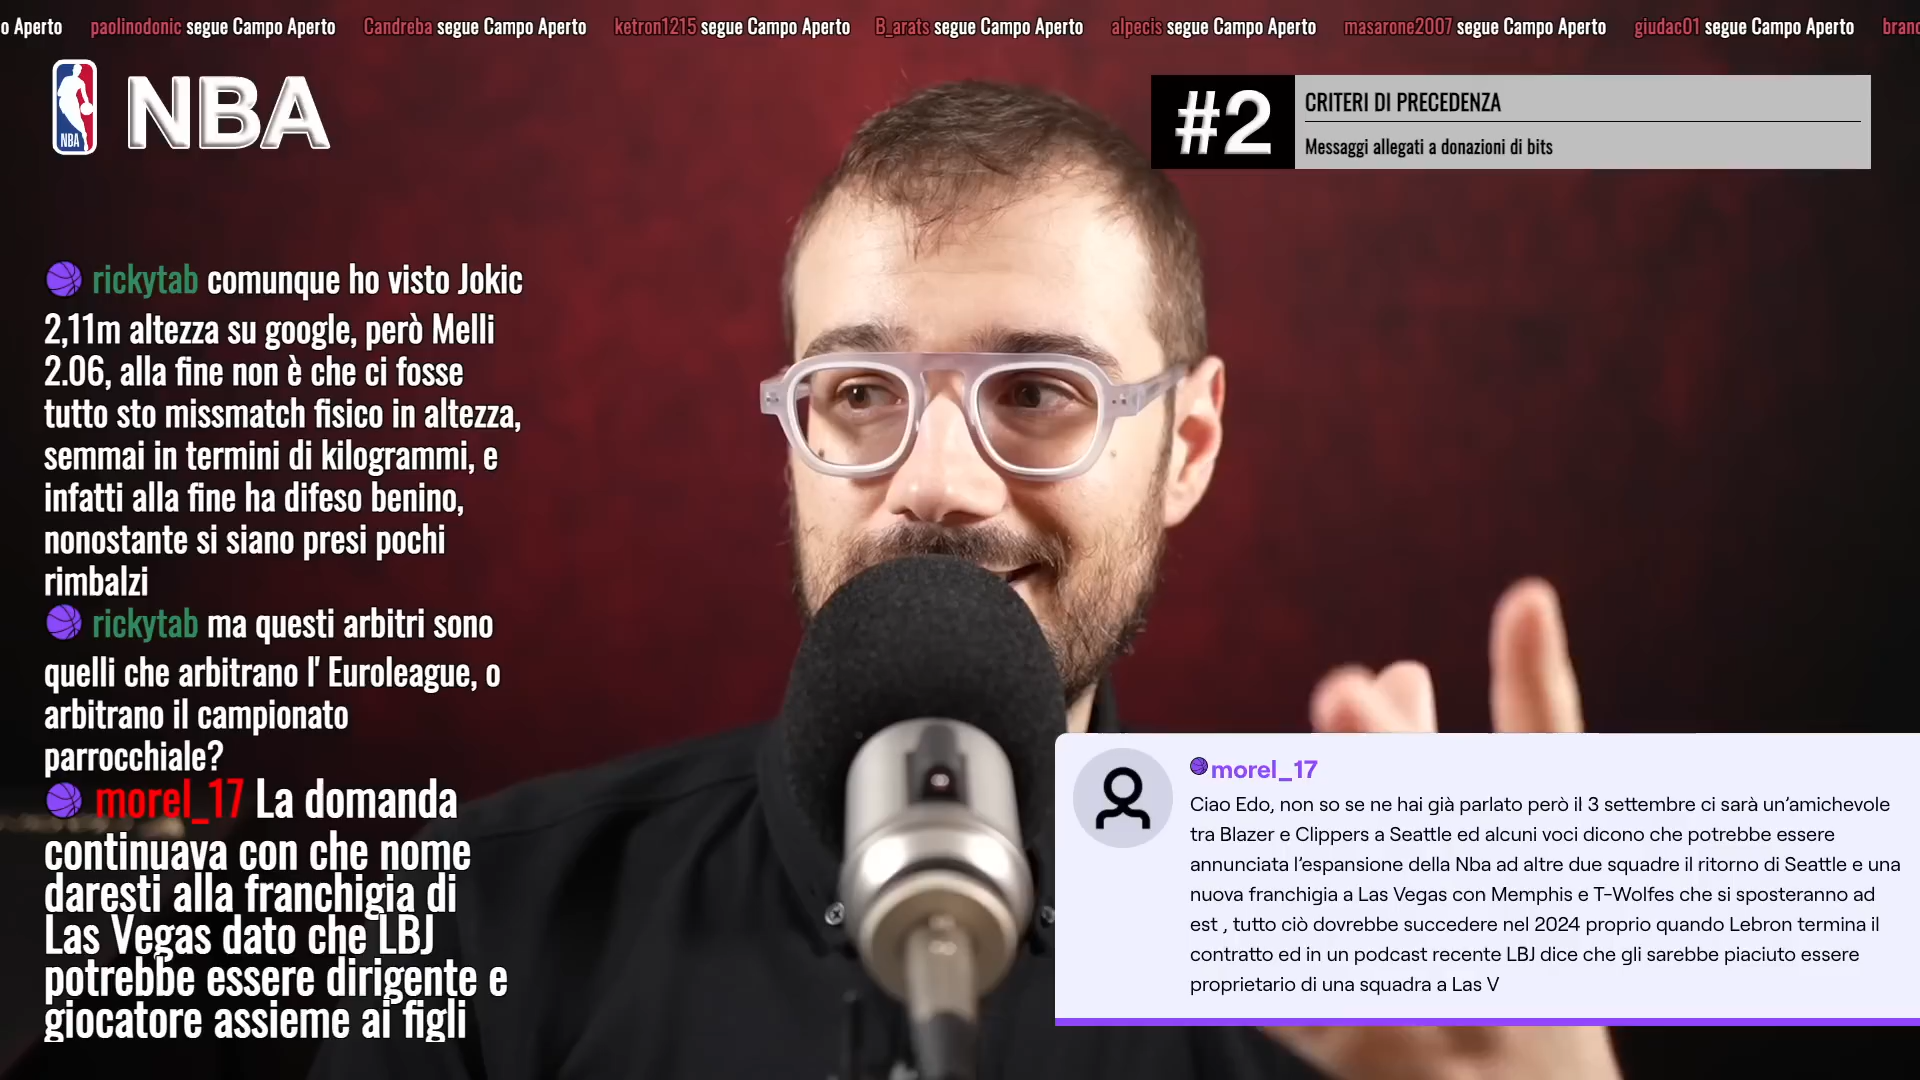 o Aperto paolinodonic segue Campo Aperto Candreba segue Campo Aperto ketron1215 segue Campo Aperto B_arats segue Campo Aperto alpecis segue Campo Aperto masarone2007 segue Campo Aperto giudac01 segue Campo Aperto branc
NBA NBA
#2
CRITERI DI PRECEDENZA
Messaggi allegati a donazioni di bits
rickytab comunque ho visto Jokic
2,11m altezza su google, però Melli
2.06, alla fine non è che ci fosse
tutto sto missmatch fisico in altezza,
semmai in termini di kilogrammi, e
infatti alla fine ha difeso benino,
nonostante si siano presi pochi
rimbalzi
rickytab ma questi arbitri sono
quelli che arbitrano l' Euroleague, o
arbitrano il campionato
parrocchiale?
morel_17 La domanda
continuava con che nome
daresti alla franchigia di
Las Vegas dato che LBJ
potrebbe essere dirigente e
giocatore assieme ai figli
morel_17
Ciao Edo, non so se ne hai già parlato però il 3 settembre ci sarà un’amichevole
tra Blazer e Clippers a Seattle ed alcuni voci dicono che potrebbe essere
annunciata l’espansione della Nba ad altre due squadre il ritorno di Seattle e una
nuova franchigia a Las Vegas con Memphis e T-Wolfes che si sposteranno ad
est , tutto ciò dovrebbe succedere nel 2024 proprio quando Lebron termina il
contratto ed in un podcast recente LBJ dice che gli sarebbe piaciuto essere
proprietario di una squadra a Las V